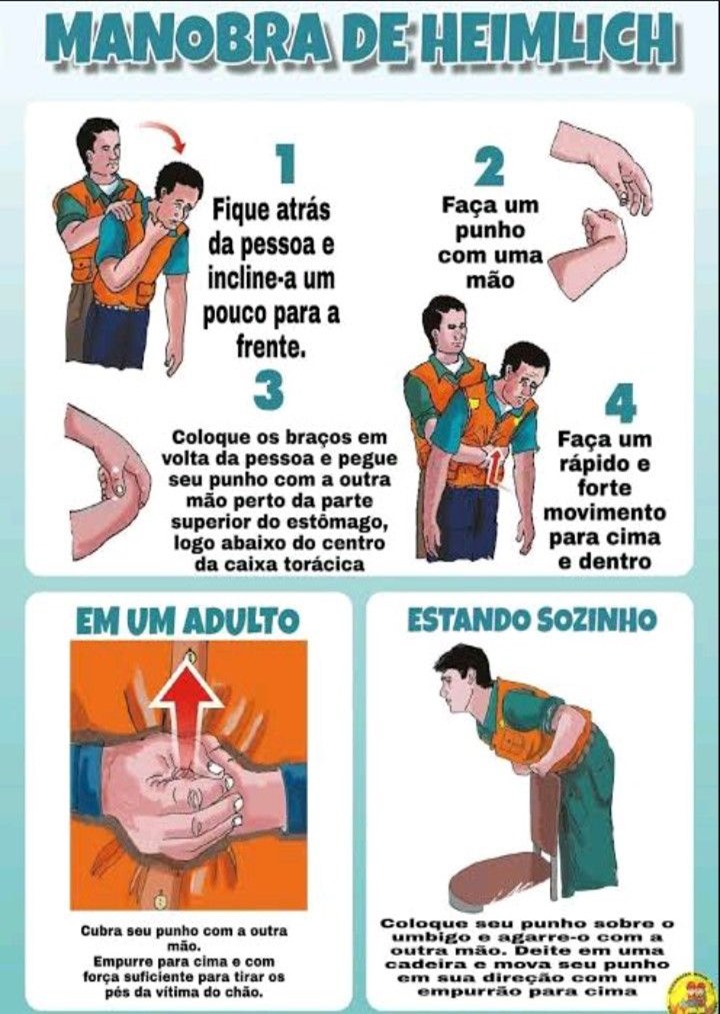 MANOBRA DE HEIMLICH
1
Fique atrás
da pessoa e
incline-a um
pouco para a
frente.
2
Faça um
punho
com uma
mão
3
Coloque os braços em
volta da pessoa e pegue
seu punho com a outra
mão perto da parte
superior do estômago,
logo abaixo do centro
da caixa torácica
4
Faça um
rápido e
forte
movimento
para cima
e dentro
EM UM ADULTO
Cubra seu punho com a outra
mão.
Empurre para cima e com
força suficiente para tirar os
pés da vítima do chão.
ESTANDO SOZINHO
Coloque seu punho sobre o
umbigo e agarre-o com a
outra mão. Deite em uma
cadeira e mova seu punho
em sua direção com um
empurrão para cima